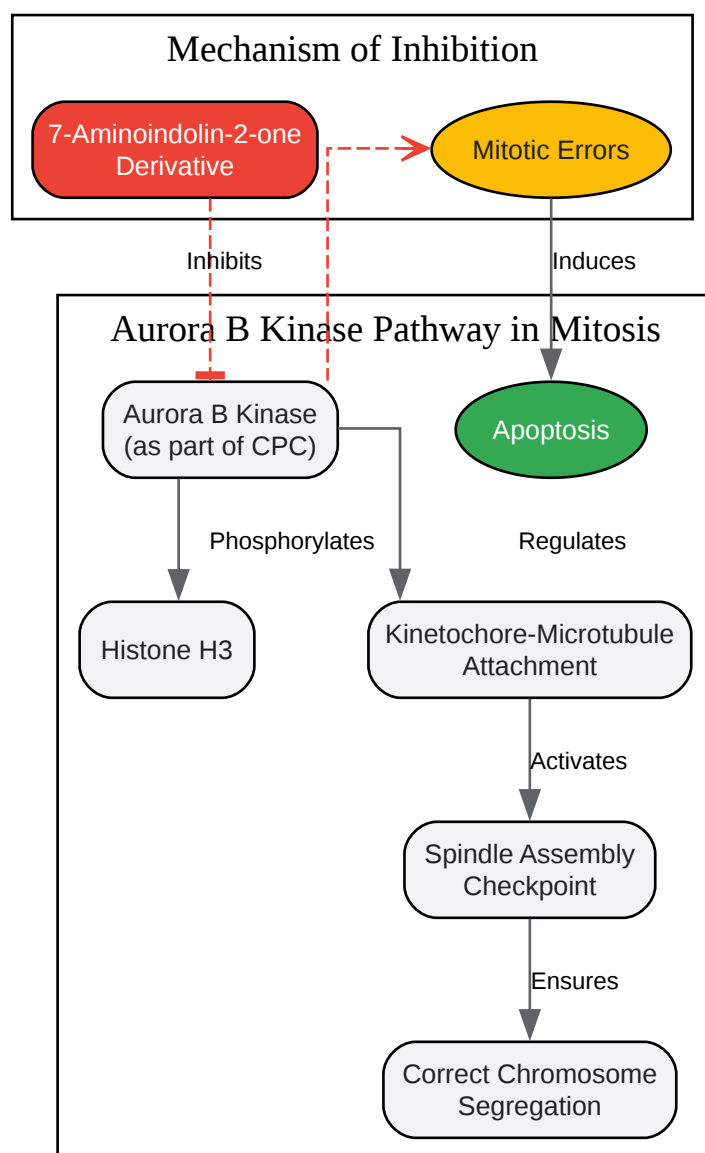 Mechanism of Inhibition
7-Aminoindolin-2-one
Derivative
Mitotic Errors
Inhibits
Induces
Aurora B Kinase Pathway in Mitosis
Aurora B Kinase
(as part of CPC)
Apoptosis
Phosphorylates
Regulates
Histone H3
Kinetochore-Microtubule
Attachment
Activates
Spindle Assembly
Checkpoint
Ensures
Correct Chromosome
Segregation